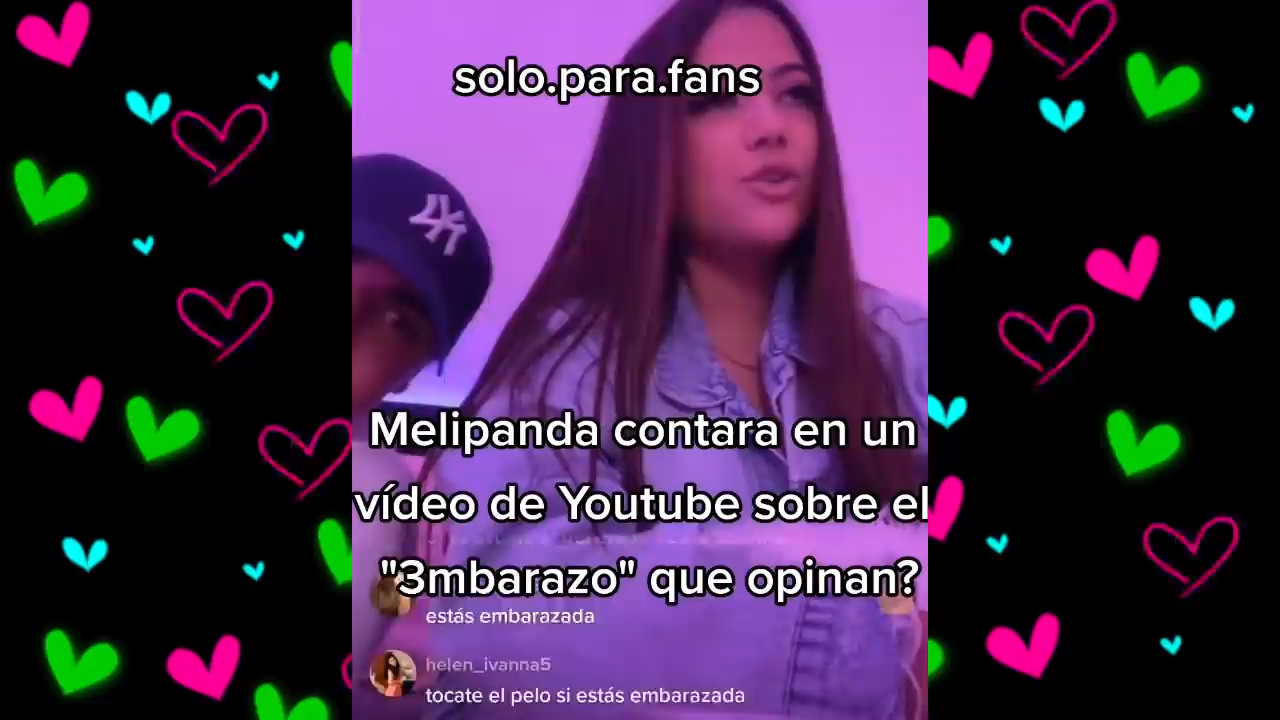 solo.para.fans
NY
Melipanda contara en un
vídeo de Youtube sobre el
"3mbarazo" que opinan?
estás embarazada
helen_ivanna5
tocate el pelo si estás embarazada